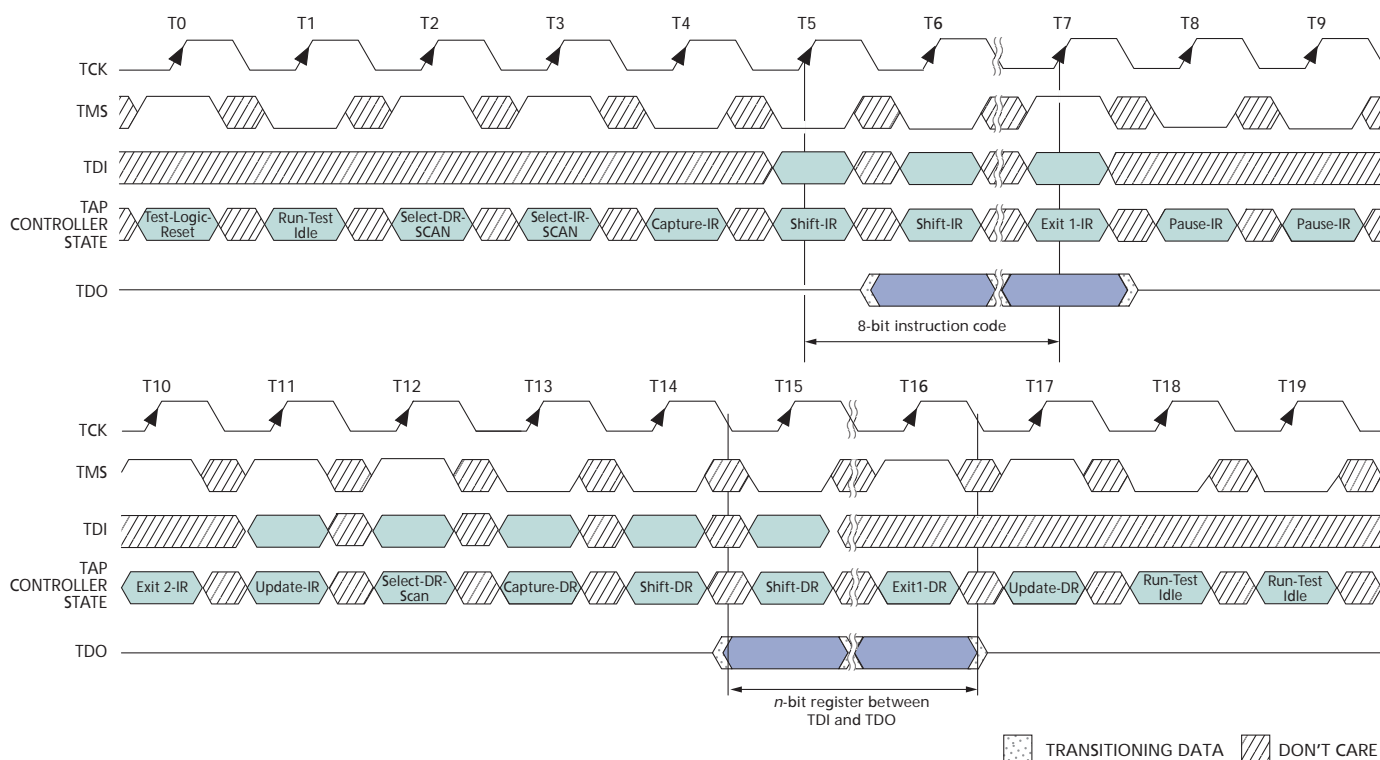 T0 T1 T2 T3 T4 T5 T6 T7 T8 T9
TCK
TMS
TDI
TAP
CONTROLLER
STATE
Test-Logic-
Reset
Run-Test
Idle
Select-DR-
SCAN
Select-IR-
SCAN
Capture-IR
Shift-IR
Shift-IR
Exit 1-IR
Pause-IR
Pause-IR
TDO
8-bit instruction code
T10 T11 T12 T13 T14 T15 T16 T17 T18 T19
TCK
TMS
TDI
TAP
CONTROLLER
STATE
Exit 2-IR
Update-IR
Select-DR-
Scan
Capture-DR
Shift-DR
Shift-DR
Exit1-DR
Update-DR
Run-Test
Idle
Run-Test
Idle
TDO
n-bit register between
TDI and TDO
TRANSITIONING DATA DON'T CARE